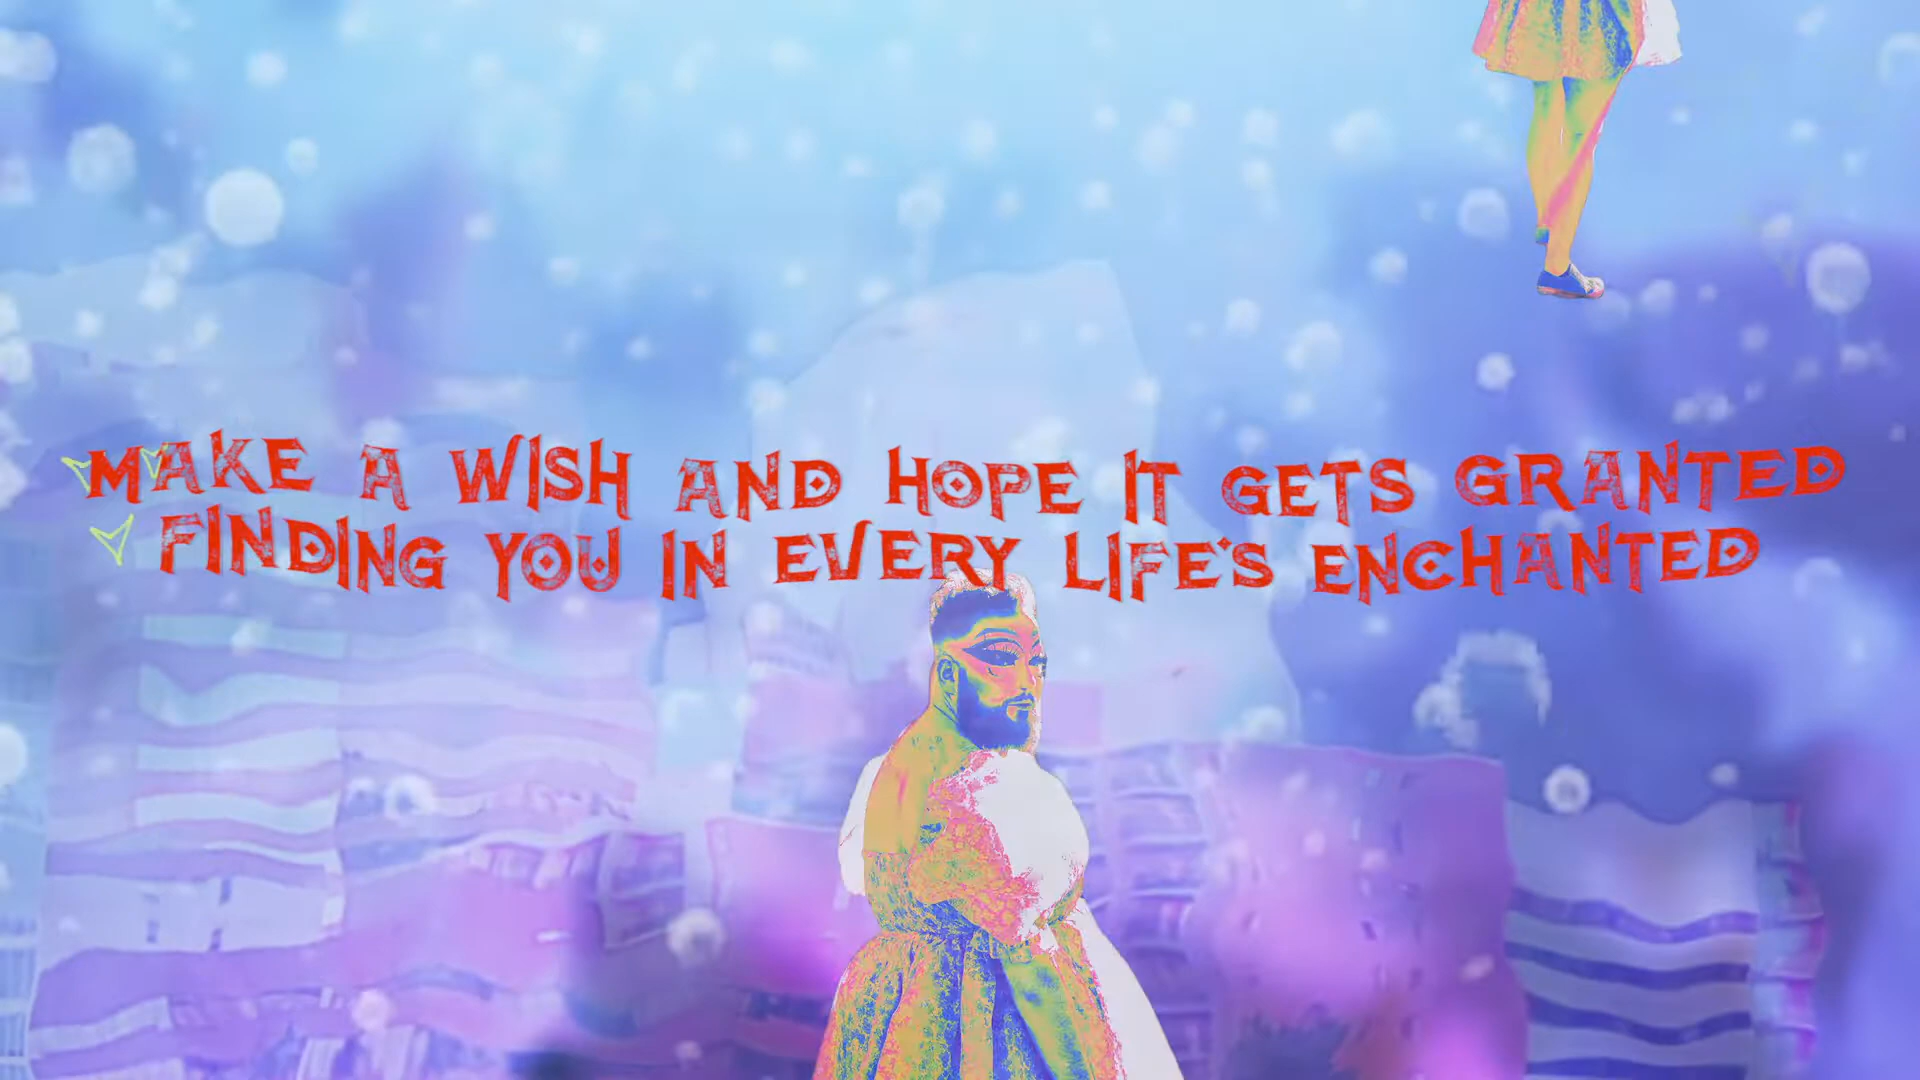 MAKE A WISH AND HOPE IT GETS GRANTED
FINDING YOU IN EVERY LIFE'S ENCHANTED